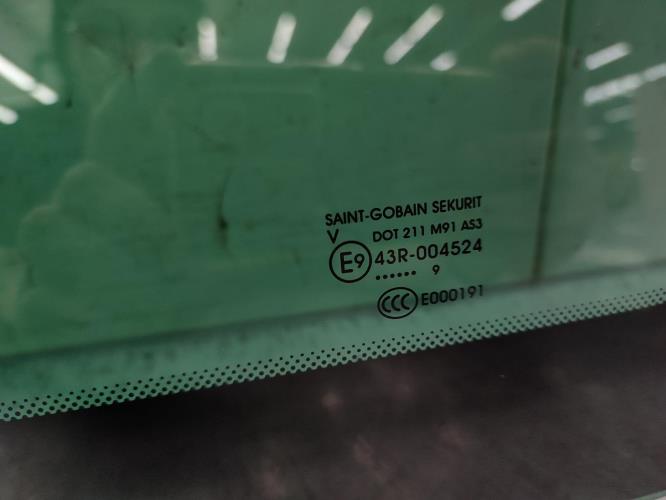 SAINT-GOBAIN SEKURIT
V DOT 211 M91 AS3
E9 43R-004524
...... 9
CCC E000191